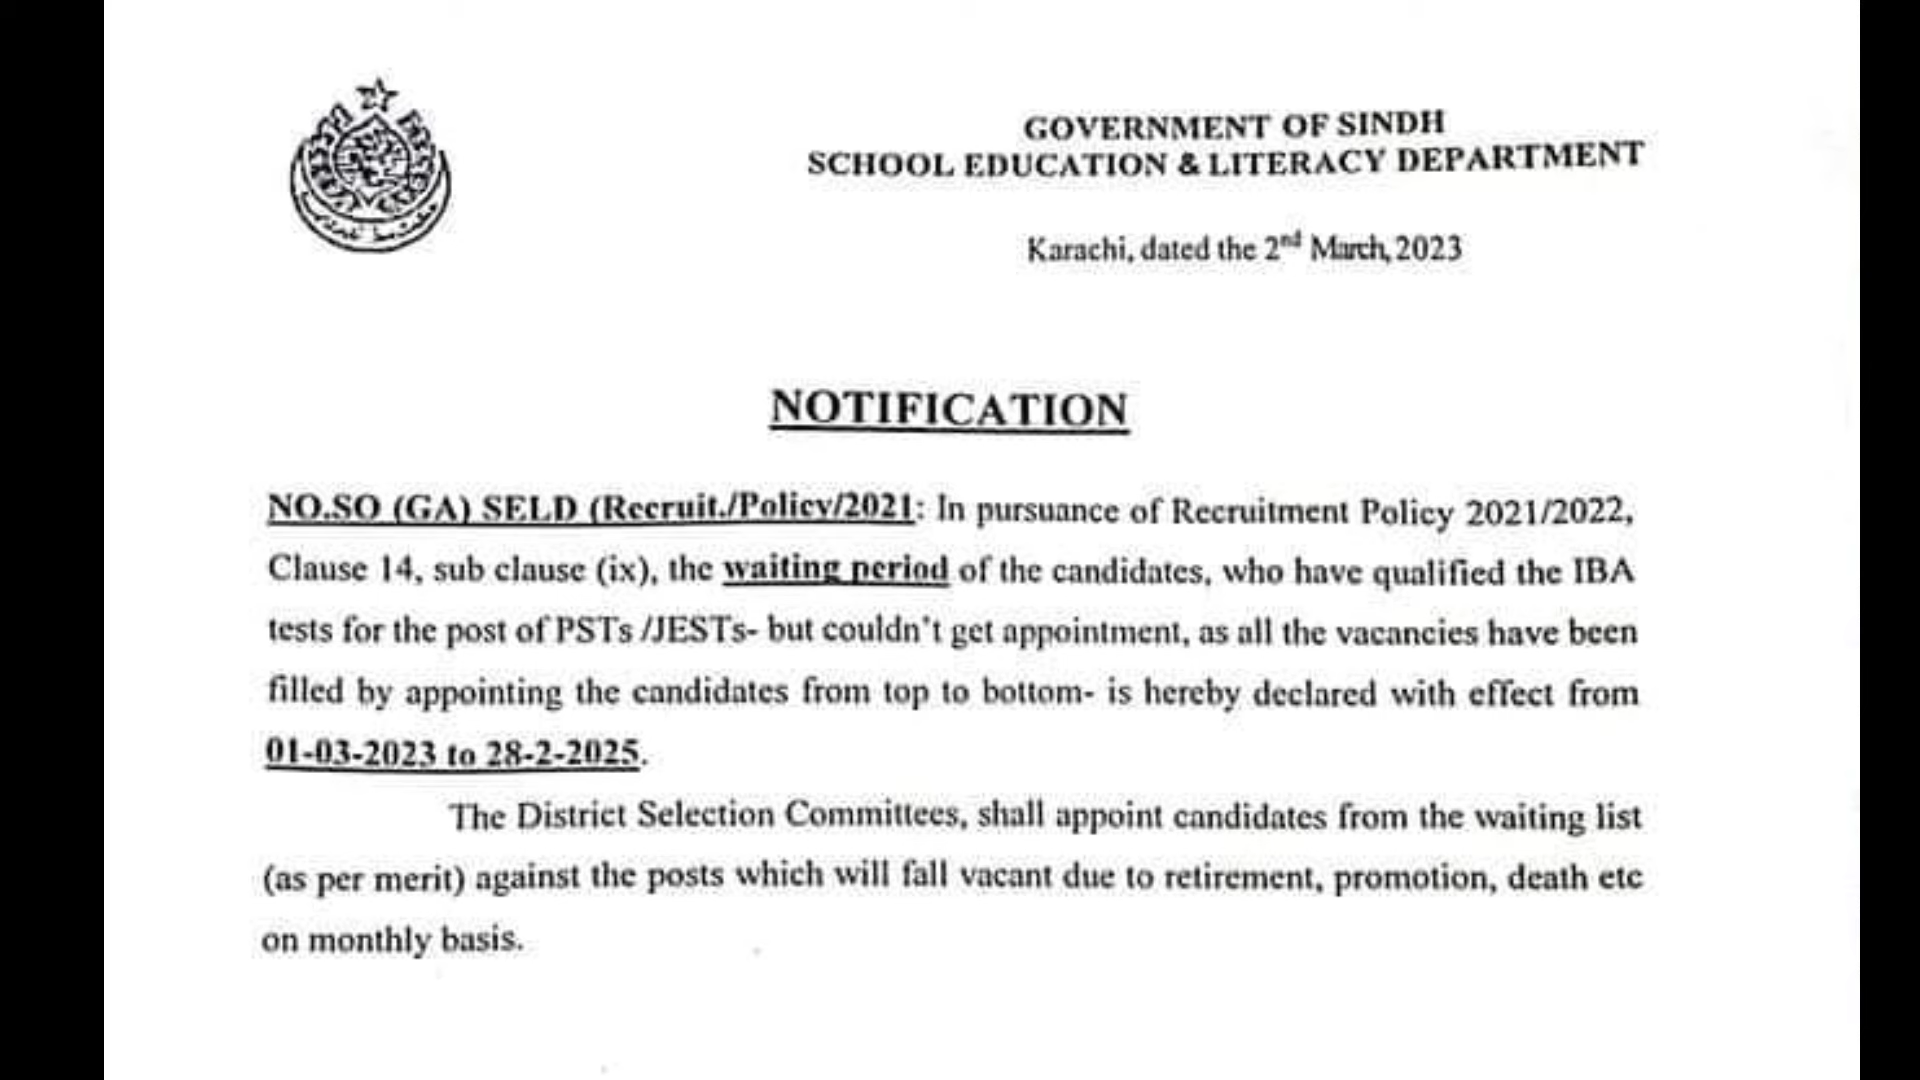 GOVERNMENT OF SINDH
SCHOOL EDUCATION & LITERACY DEPARTMENT
Karachi, dated the 2nd March, 2023
NOTIFICATION
NO.SO (GA) SELD (Recruit./Policy/2021: In pursuance of Recruitment Policy 2021/2022,
Clause 14, sub clause (ix), the waiting period of the candidates, who have qualified the IBA
tests for the post of PSTs /JESTs- but couldn't get appointment, as all the vacancies have been
filled by appointing the candidates from top to bottom- is hereby declared with effect from
01-03-2023 to 28-2-2025.
The District Selection Committees, shall appoint candidates from the waiting list
(as per merit) against the posts which will fall vacant due to retirement, promotion, death etc
on monthly basis.